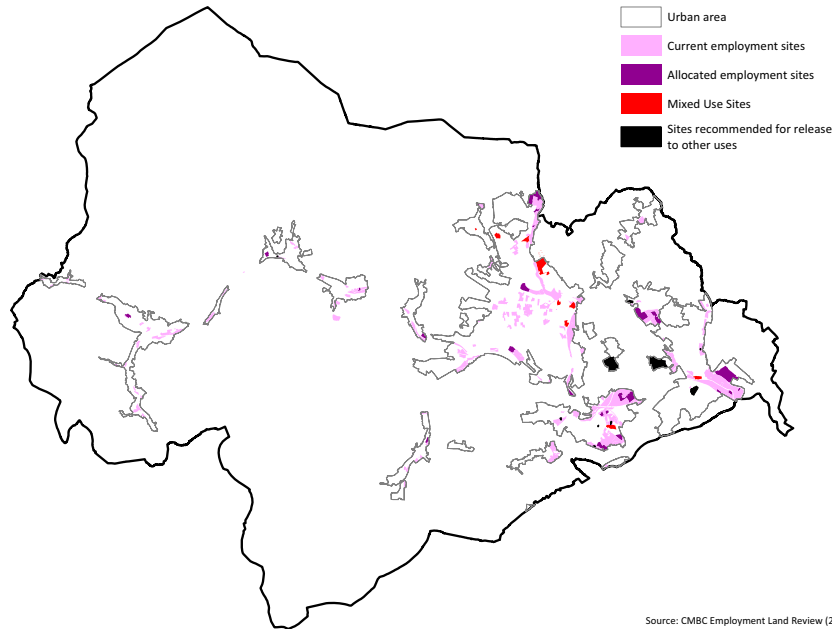 Urban area
Current employment sites
Allocated employment sites
Mixed Use Sites
Sites recommended for release
to other uses
Source: CMBC Employment Land Review (2